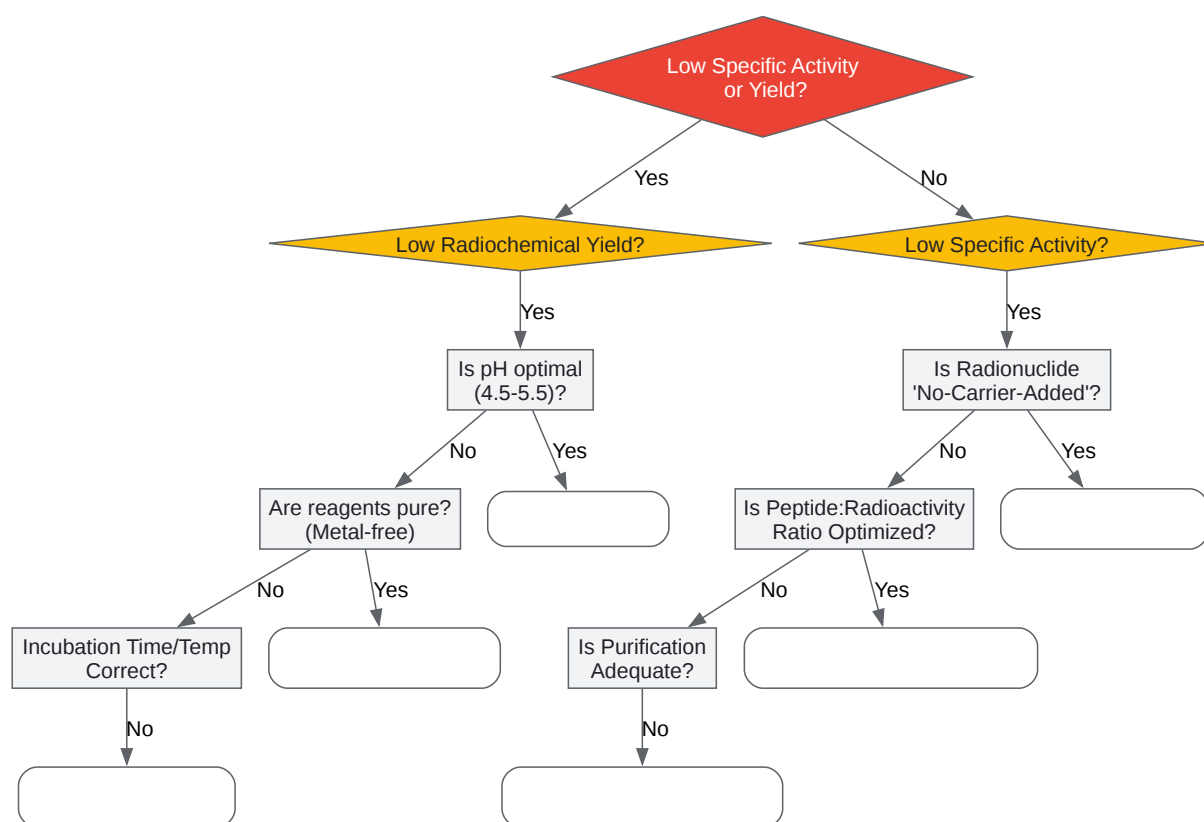 Low Specific Activity
or Yield?
Yes
No
Low Radiochemical Yield?
Low Specific Activity?
Yes
Yes
Is pH optimal
(4.5-5.5)?
Is Radionuclide
'No-Carrier-Added'?
No
Yes
No
Yes
Are reagents pure?
(Metal-free)
Is Peptide:Radioactivity
Ratio Optimized?
No
Yes
No
Yes
Incubation Time/Temp
Correct?
Is Purification
Adequate?
No
No